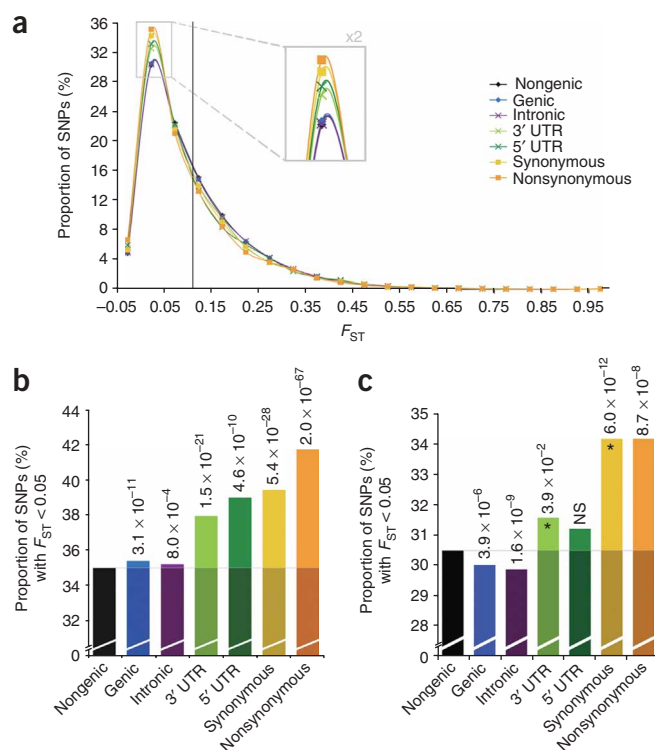 a
Proportion of SNPs (%)
36
32
28
24
20
16
12
8
4
0
–0.05
0.05
0.15
0.25
0.35
0.45
0.55
0.65
0.75
0.85
0.95
F_ST
×2
Nongenic
Genic
Intronic
3′ UTR
5′ UTR
Synonymous
Nonsynonymous
b
Proportion of SNPs (%)
with F_ST < 0.05
44
42
40
38
35
32
0
3.1 × 10⁻¹¹
8.0 × 10⁻⁴
1.5 × 10⁻²¹
4.6 × 10⁻¹⁰
5.4 × 10⁻²⁸
2.0 × 10⁻⁶⁷
Nongenic
Genic
Intronic
3′ UTR
5′ UTR
Synonymous
Nonsynonymous
c
Proportion of SNPs (%)
with F_ST < 0.05
35
34
33
32
31
30
29
28
0
3.9 × 10⁻⁶
1.6 × 10⁻⁹
3.9 × 10⁻²
*
NS
6.0 × 10⁻¹²
*
8.7 × 10⁻⁸
Nongenic
Genic
Intronic
3′ UTR
5′ UTR
Synonymous
Nonsynonymous